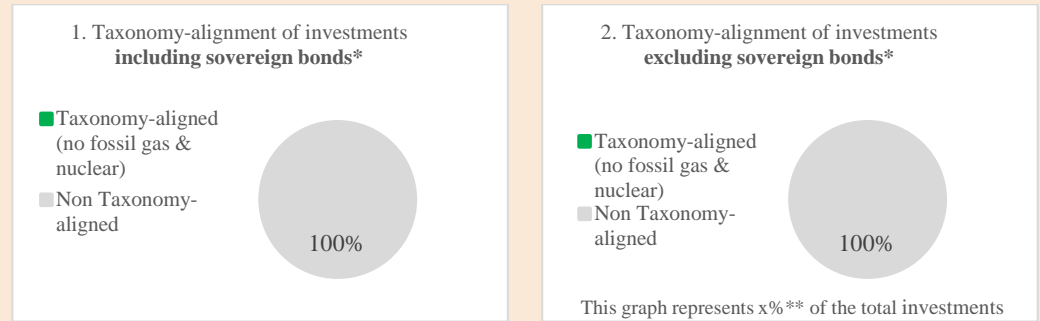 1. Taxonomy-alignment of investments
including sovereign bonds*
Taxonomy-aligned
(no fossil gas &
nuclear)
Non Taxonomy-
aligned
100%
2. Taxonomy-alignment of investments
excluding sovereign bonds*
Taxonomy-aligned
(no fossil gas &
nuclear)
Non Taxonomy-
aligned
100%
This graph represents x%** of the total investments